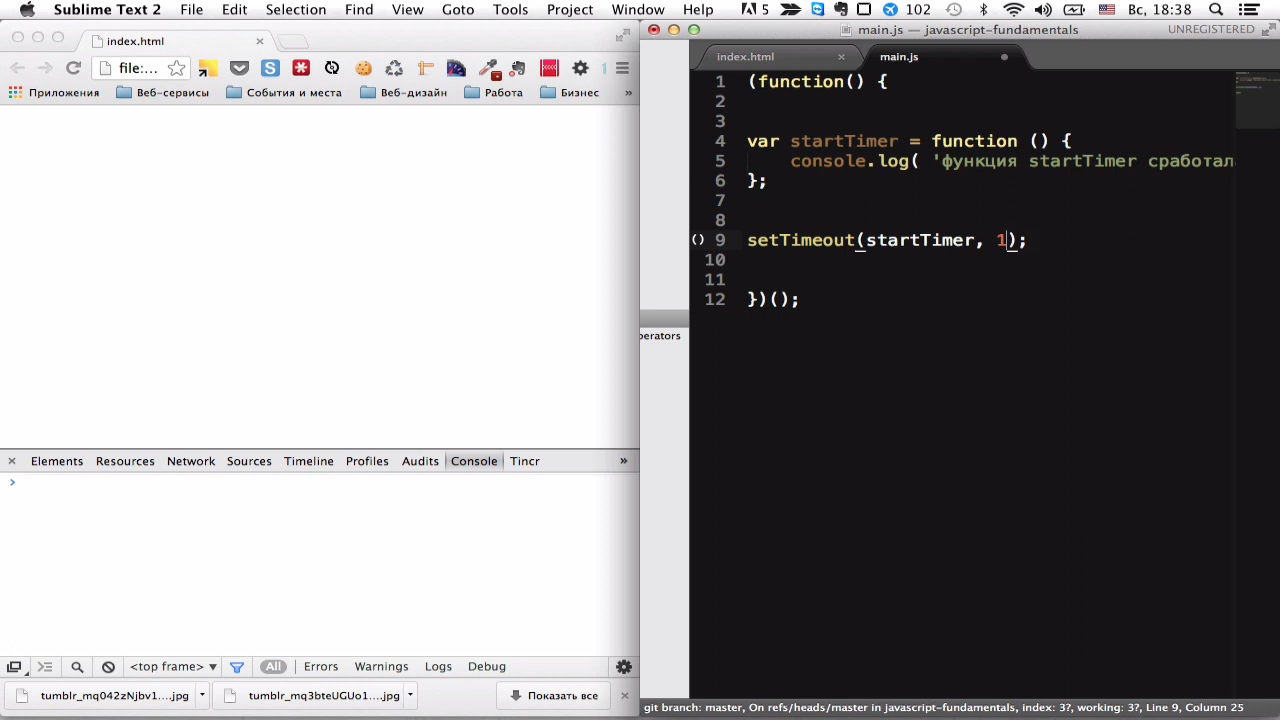 Sublime Text 2 File Edit Selection Find View Goto Tools Project Window Help 5 102 Вс, 18:38
index.html
file:...
Приложения Веб-сервисы События и места Веб-дизайн Работа Бизнес »
Elements Resources Network Sources Timeline Profiles Audits Console Tincr »
>
<top frame> All Errors Warnings Logs Debug
tumblr_mq042zNjbv1....jpg tumblr_mq3bteUGUo1....jpg Показать все
main.js — javascript-fundamentals UNREGISTERED
index.html main.js
perators
1 (function() {
2
3
4 var startTimer = function () {
5 console.log( 'функция startTimer сработала
6 };
7
8
() 9 setTimeout(startTimer, 1);
10
11
12 })();
git branch: master, On refs/heads/master in javascript-fundamentals, index: 3?, working: 3?, Line 9, Column 25